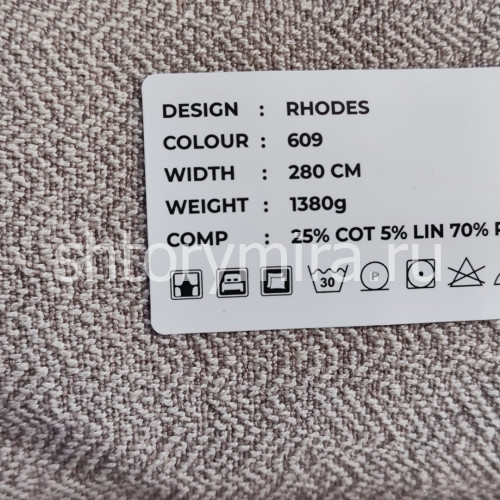 DESIGN : RHODES
COLOUR : 609
WIDTH : 280 CM
WEIGHT : 1380g
COMP : 25% COT 5% LIN 70% P
shtorymira.ru
30 P